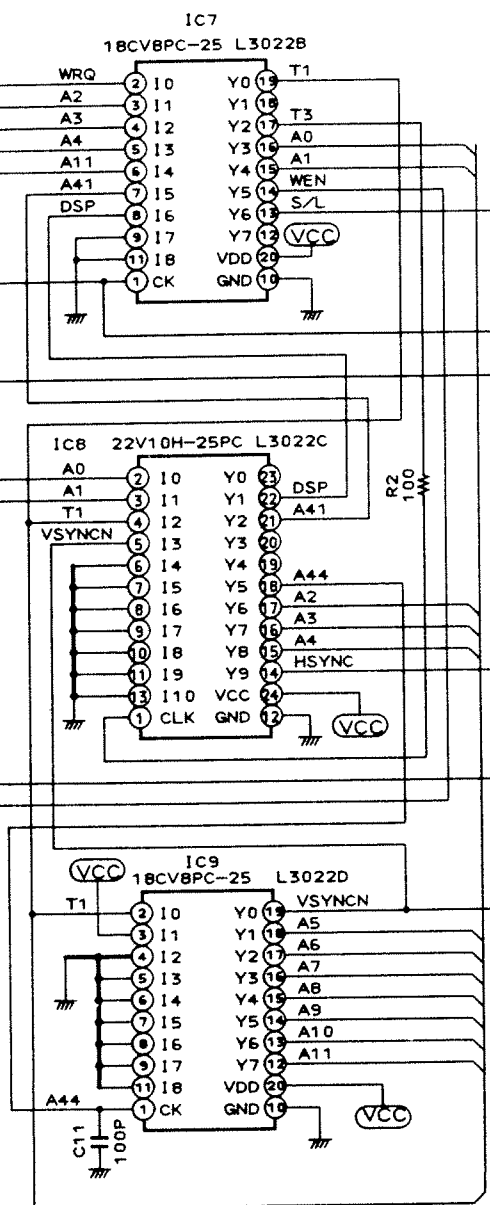 IC7
18CV8PC-25 L3022B
WRQ 2 I0 Y0 19 T1
A2 3 I1 Y1 18
A3 4 I2 Y2 17 T3
A4 5 I3 Y3 16 A0
A11 6 I4 Y4 15 A1
A41 7 I5 Y5 14 WEN
DSP 8 I6 Y6 13 S/L
9 I7 Y7 12 VCC
11 I8 VDD 20
1 CK GND 10
IC8 22V10H-25PC L3022C
A0 2 I0 Y0 23
A1 3 I1 Y1 22 DSP
T1 4 I2 Y2 21 A41
VSYNCN 5 I3 Y3 20
6 I4 Y4 19
7 I5 Y5 18 A44
8 I6 Y6 17 A2
9 I7 Y7 16 A3
10 I8 Y8 15 A4
11 I9 Y9 14 HSYNC
13 I10 VCC 24
1 CLK GND 12 VCC
R2
100
IC9
VCC 18CV8PC-25 L3022D
T1 2 I0 Y0 19 VSYNCN
3 I1 Y1 18 A5
4 I2 Y2 17 A6
5 I3 Y3 16 A7
6 I4 Y4 15 A8
7 I5 Y5 14 A9
8 I6 Y6 13 A10
9 I7 Y7 12 A11
11 I8 VDD 20
A44 1 CK GND 10 VCC
C11
100P